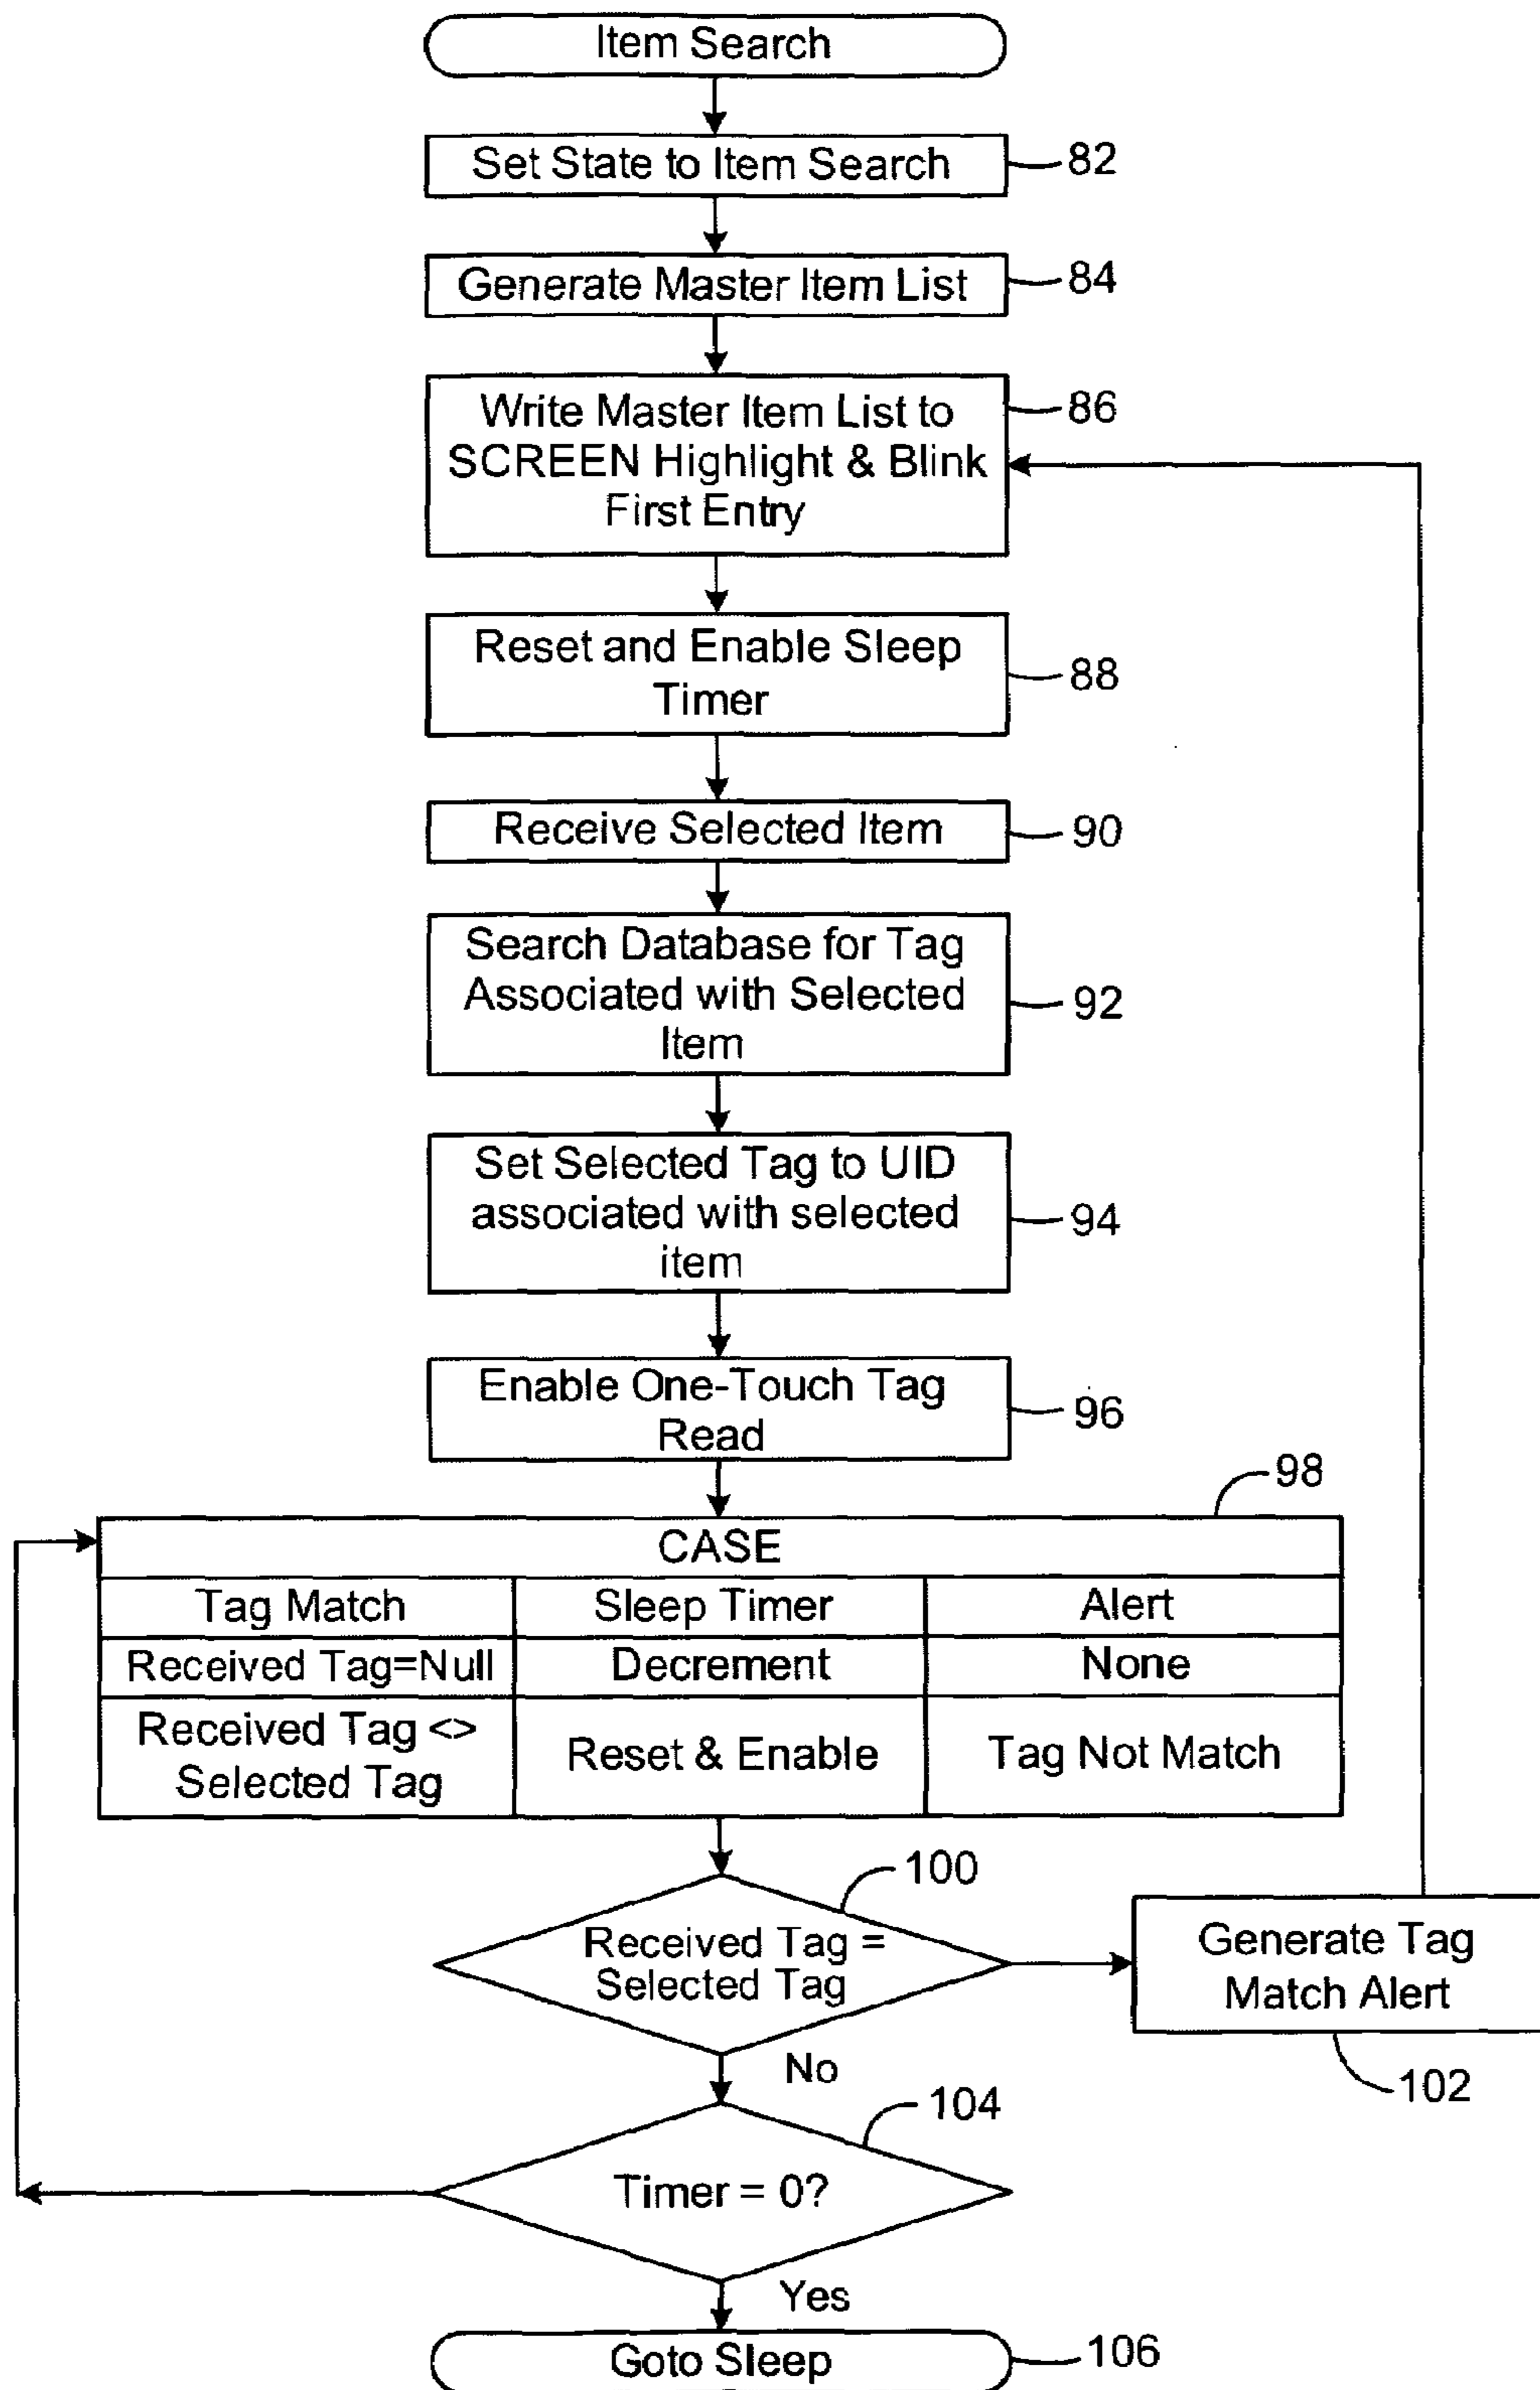 Item Search
Set State to Item Search
82
Generate Master Item List
84
Write Master Item List to
SCREEN Highlight & Blink
First Entry
86
Reset and Enable Sleep
Timer
88
Receive Selected Item
90
Search Database for Tag
Associated with Selected
Item
92
Set Selected Tag to UID
associated with selected
item
94
Enable One-Touch Tag
Read
96
98
CASE
Tag Match
Sleep Timer
Alert
Received Tag=Null
Decrement
None
Received Tag <>
Selected Tag
Reset & Enable
Tag Not Match
100
Received Tag =
Selected Tag
Generate Tag
Match Alert
102
No
104
Timer = 0?
Yes
Goto Sleep
106